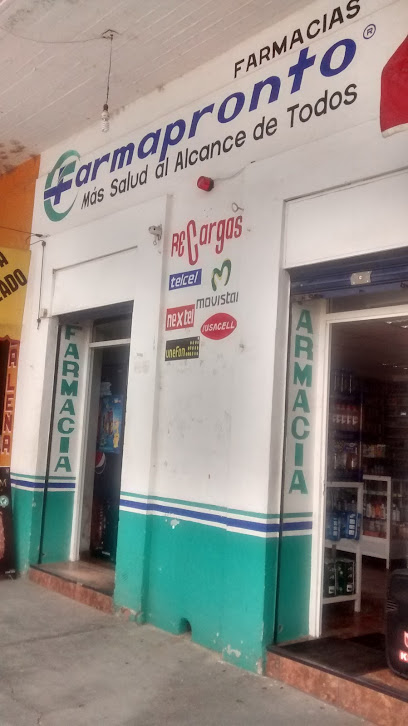 FARMACIAS
Farmapronto®
Más Salud al Alcance de Todos
Recargas
telcel
movistar
nextel
IUSACELL
unefon
FARMACIA
FARMACIA